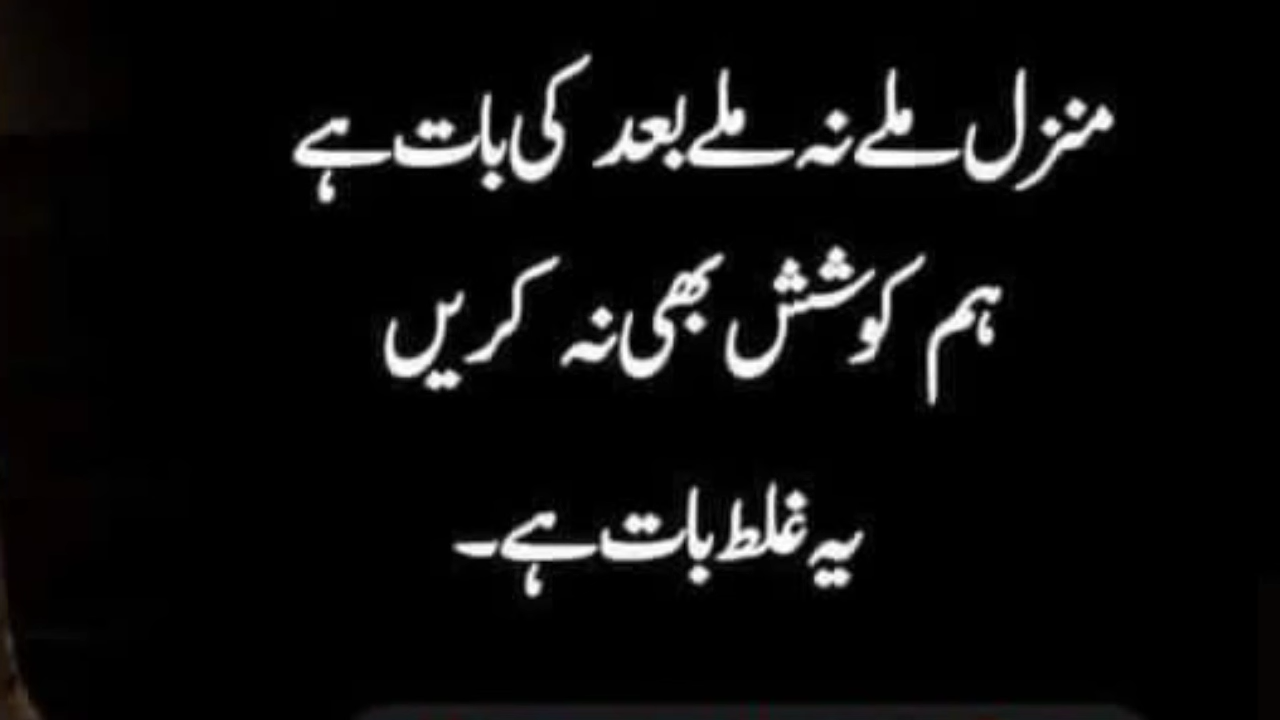 منزل ملے نہ ملے بعد کی بات ہے
ہم کوشش بھی نہ کریں
یہ غلط بات ہے۔